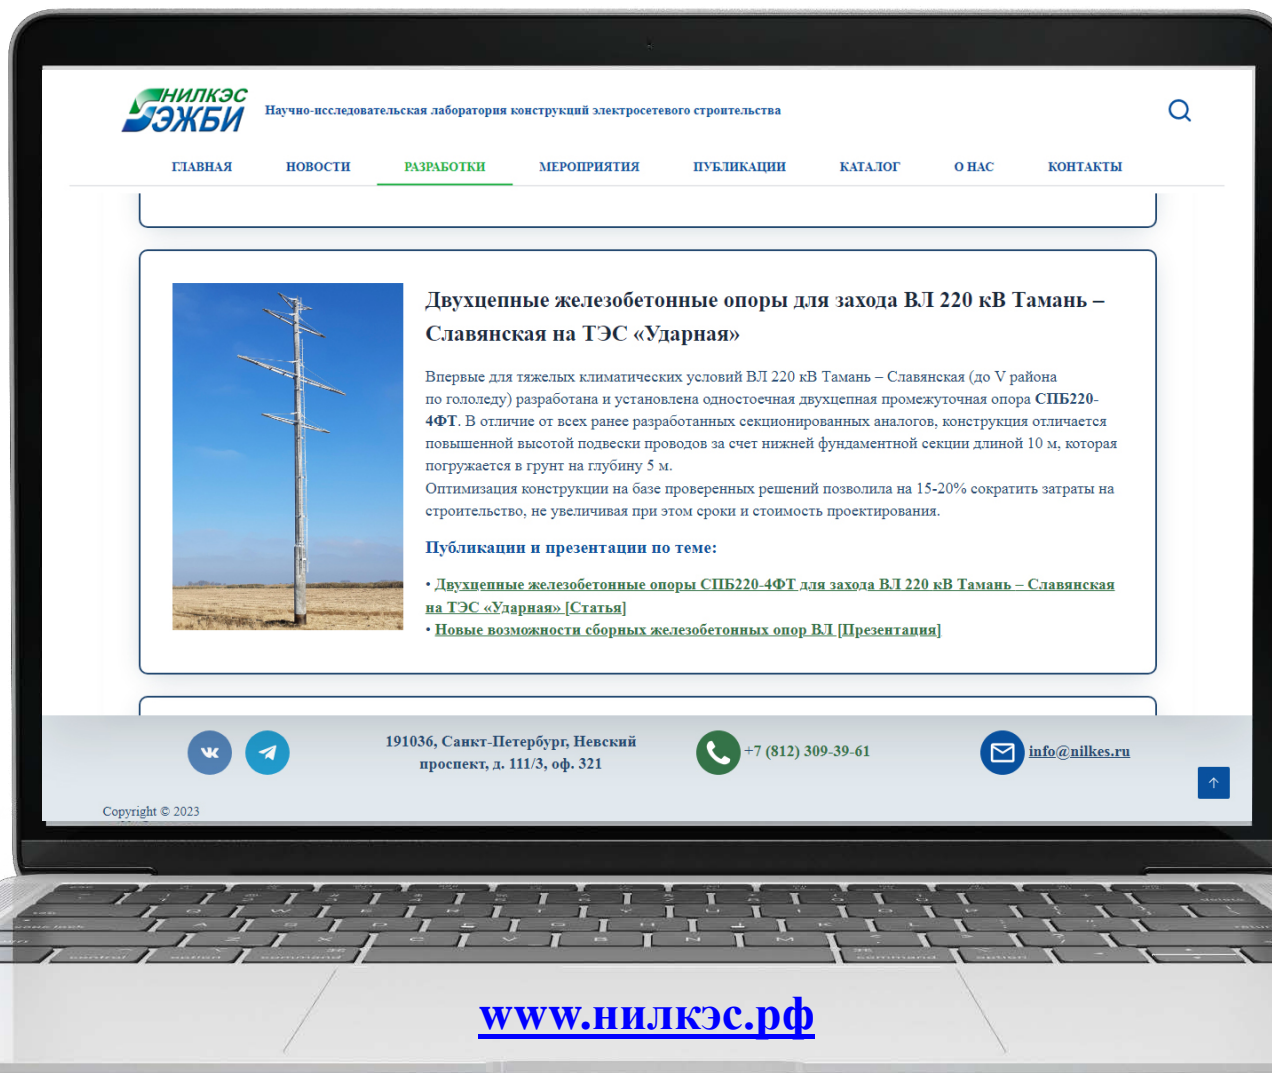 НИЛКЭС
ЭЖБИ
Научно-исследовательская лаборатория конструкций электросетевого строительства
ГЛАВНАЯ НОВОСТИ РАЗРАБОТКИ МЕРОПРИЯТИЯ ПУБЛИКАЦИИ КАТАЛОГ О НАС КОНТАКТЫ
Двухцепные железобетонные опоры для захода ВЛ 220 кВ Тамань –
Славянская на ТЭС «Ударная»
Впервые для тяжелых климатических условий ВЛ 220 кВ Тамань – Славянская (до V района
по гололеду) разработана и установлена одностоечная двухцепная промежуточная опора СПБ220-
4ФТ. В отличие от всех ранее разработанных секционированных аналогов, конструкция отличается
повышенной высотой подвески проводов за счет нижней фундаментной секции длиной 10 м, которая
погружается в грунт на глубину 5 м.
Оптимизация конструкции на базе проверенных решений позволила на 15-20% сократить затраты на
строительство, не увеличивая при этом сроки и стоимость проектирования.
Публикации и презентации по теме:
• Двухцепные железобетонные опоры СПБ220-4ФТ для захода ВЛ 220 кВ Тамань – Славянская
на ТЭС «Ударная» [Статья]
• Новые возможности сборных железобетонных опор ВЛ [Презентация]
191036, Санкт-Петербург, Невский
проспект, д. 111/3, оф. 321
+7 (812) 309-39-61
info@nilkes.ru
Copyright © 2023
control option command command option
www.нилкэс.рф